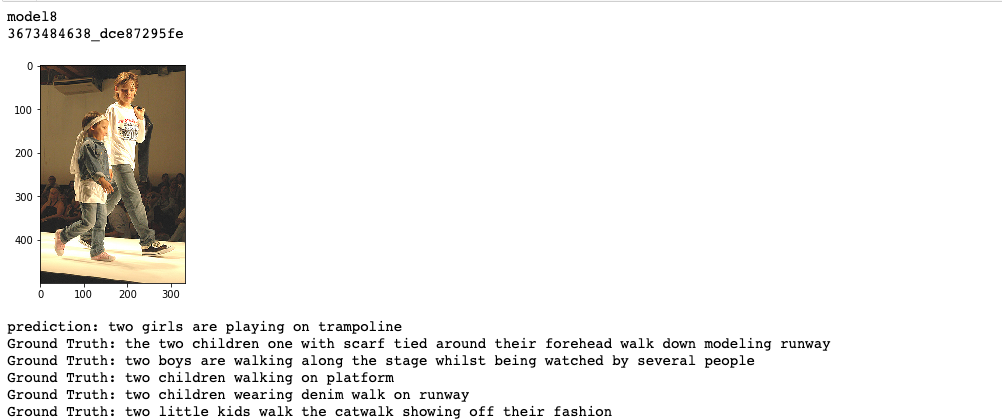 model8
3673484638_dce87295fe
0
100
200
300
400
0 100 200 300
prediction: two girls are playing on trampoline
Ground Truth: the two children one with scarf tied around their forehead walk down modeling runway
Ground Truth: two boys are walking along the stage whilst being watched by several people
Ground Truth: two children walking on platform
Ground Truth: two children wearing denim walk on runway
Ground Truth: two little kids walk the catwalk showing off their fashion